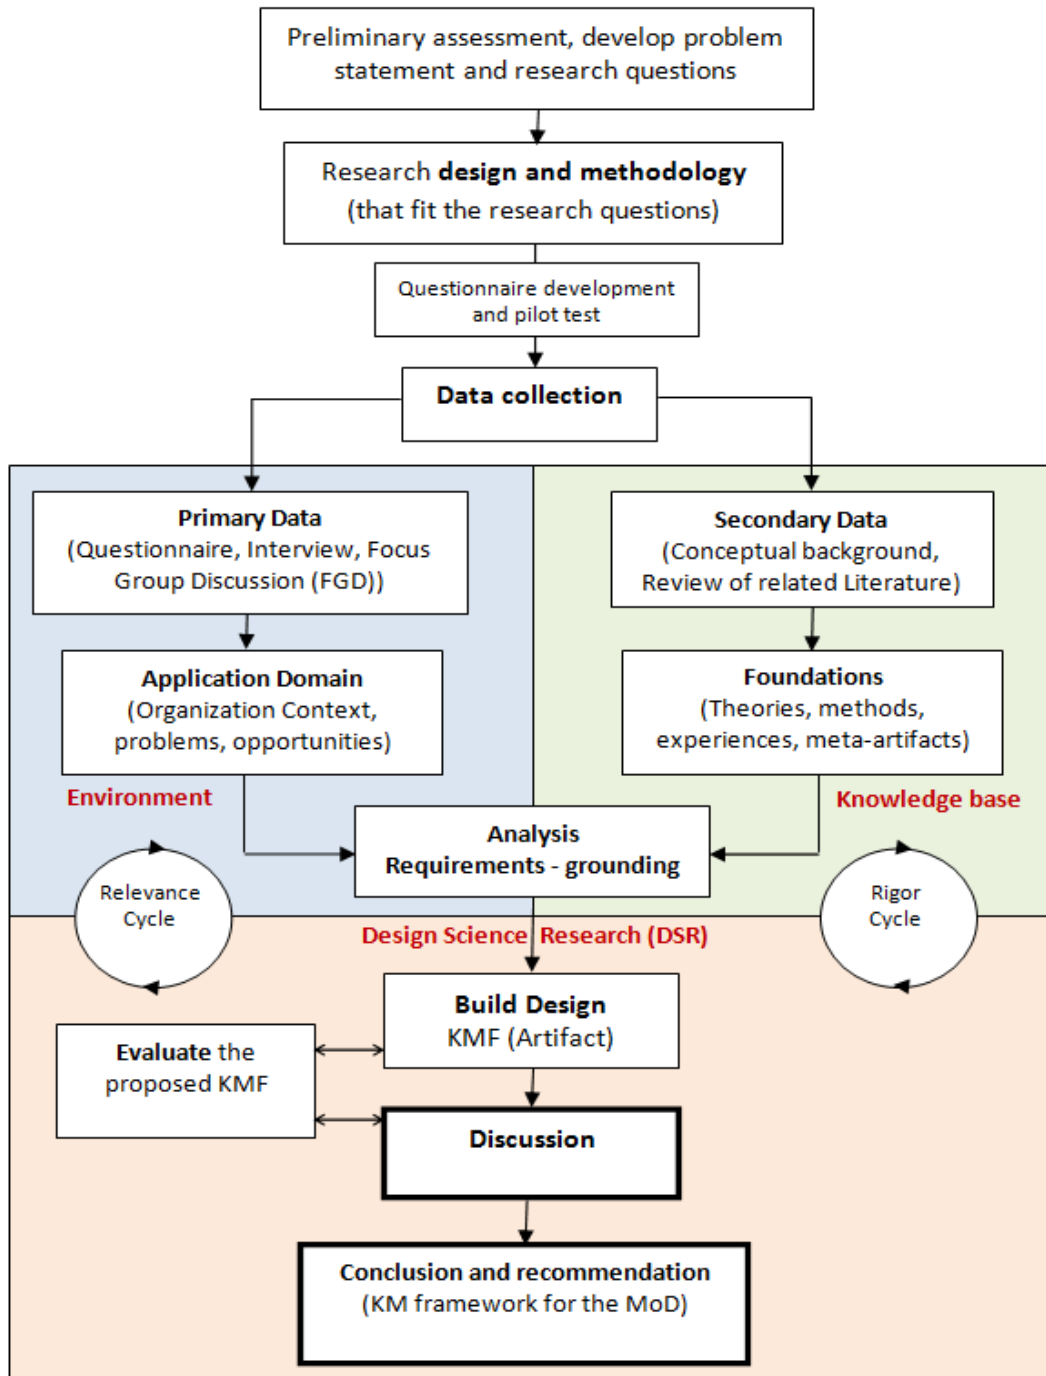 Preliminary assessment, develop problem
statement and research questions
Research design and methodology
(that fit the research questions)
Questionnaire development
and pilot test
Data collection
Primary Data
(Questionnaire, Interview, Focus
Group Discussion (FGD))
Secondary Data
(Conceptual background,
Review of related Literature)
Application Domain
(Organization Context,
problems, opportunities)
Foundations
(Theories, methods,
experiences, meta-artifacts)
Environment
Knowledge base
Analysis
Requirements - grounding
Relevance
Cycle
Rigor
Cycle
Design Science Research (DSR)
Build Design
KMF (Artifact)
Evaluate the
proposed KMF
Discussion
Conclusion and recommendation
(KM framework for the MoD)